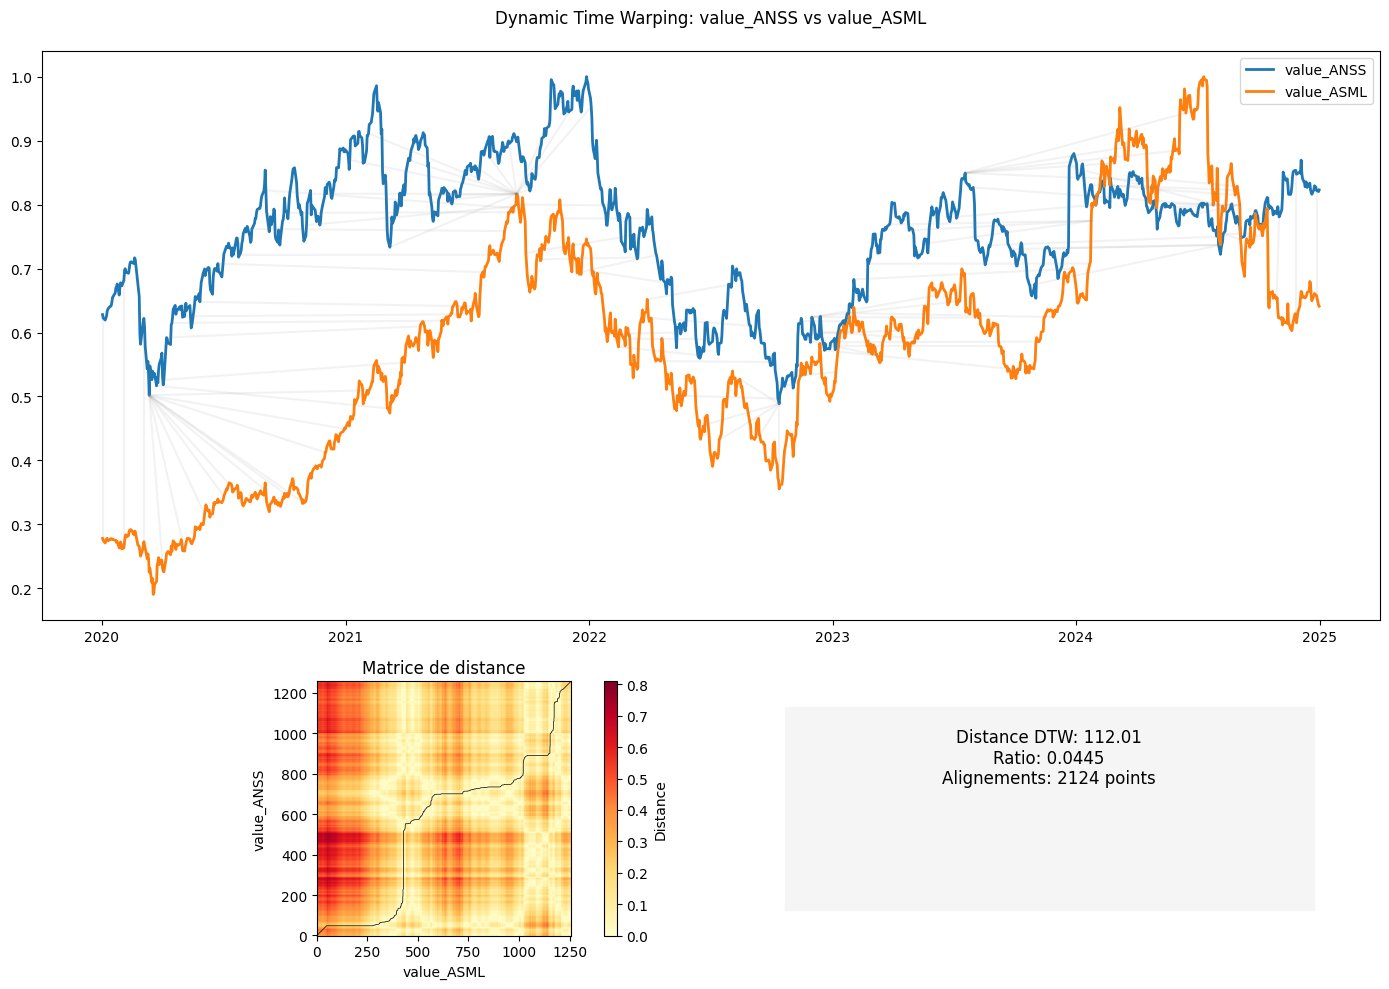 Dynamic Time Warping: value_ANSS vs value_ASML
value_ANSS
value_ASML
1.0
0.9
0.8
0.7
0.6
0.5
0.4
0.3
0.2
2020 2021 2022 2023 2024 2025
Matrice de distance
value_ANSS
1200
1000
800
600
400
200
0
0 250 500 750 1000 1250
value_ASML
0.8
0.7
0.6
0.5
0.4
0.3
0.2
0.1
0.0
Distance
Distance DTW: 112.01
Ratio: 0.0445
Alignements: 2124 points